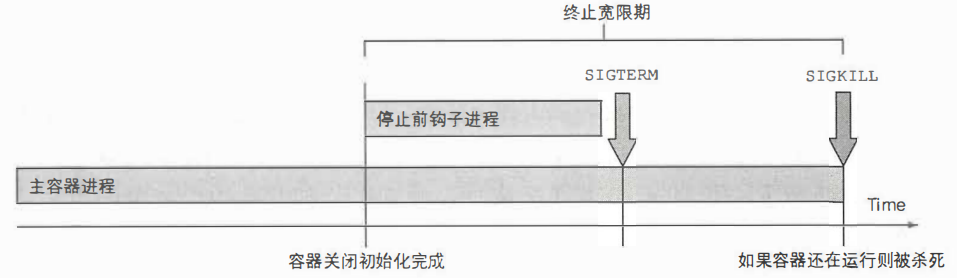 终止宽限期
SIGTERM
SIGKILL
停止前钩子进程
主容器进程
Time
容器关闭初始化完成
如果容器还在运行则被杀死